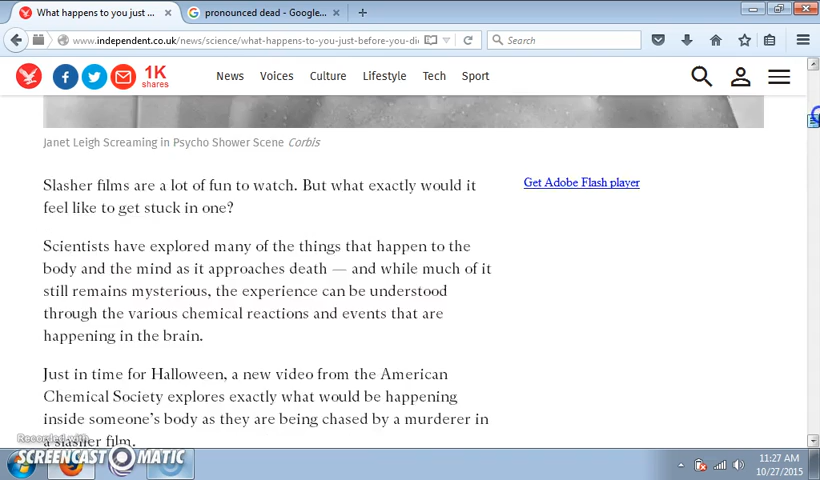 What happens to you just ...
pronounced dead - Google...
www.independent.co.uk/news/science/what-happens-to-you-just-before-you-di
Search
1K
shares
News Voices Culture Lifestyle Tech Sport
Janet Leigh Screaming in Psycho Shower Scene Corbis
Slasher films are a lot of fun to watch. But what exactly would it
feel like to get stuck in one?
Get Adobe Flash player
Scientists have explored many of the things that happen to the
body and the mind as it approaches death — and while much of it
still remains mysterious, the experience can be understood
through the various chemical reactions and events that are
happening in the brain.
Just in time for Halloween, a new video from the American
Chemical Society explores exactly what would be happening
inside someone's body as they are being chased by a murderer in
a slasher film.
Recorded with
SCREENCAST MATIC
11:27 AM
10/27/2015